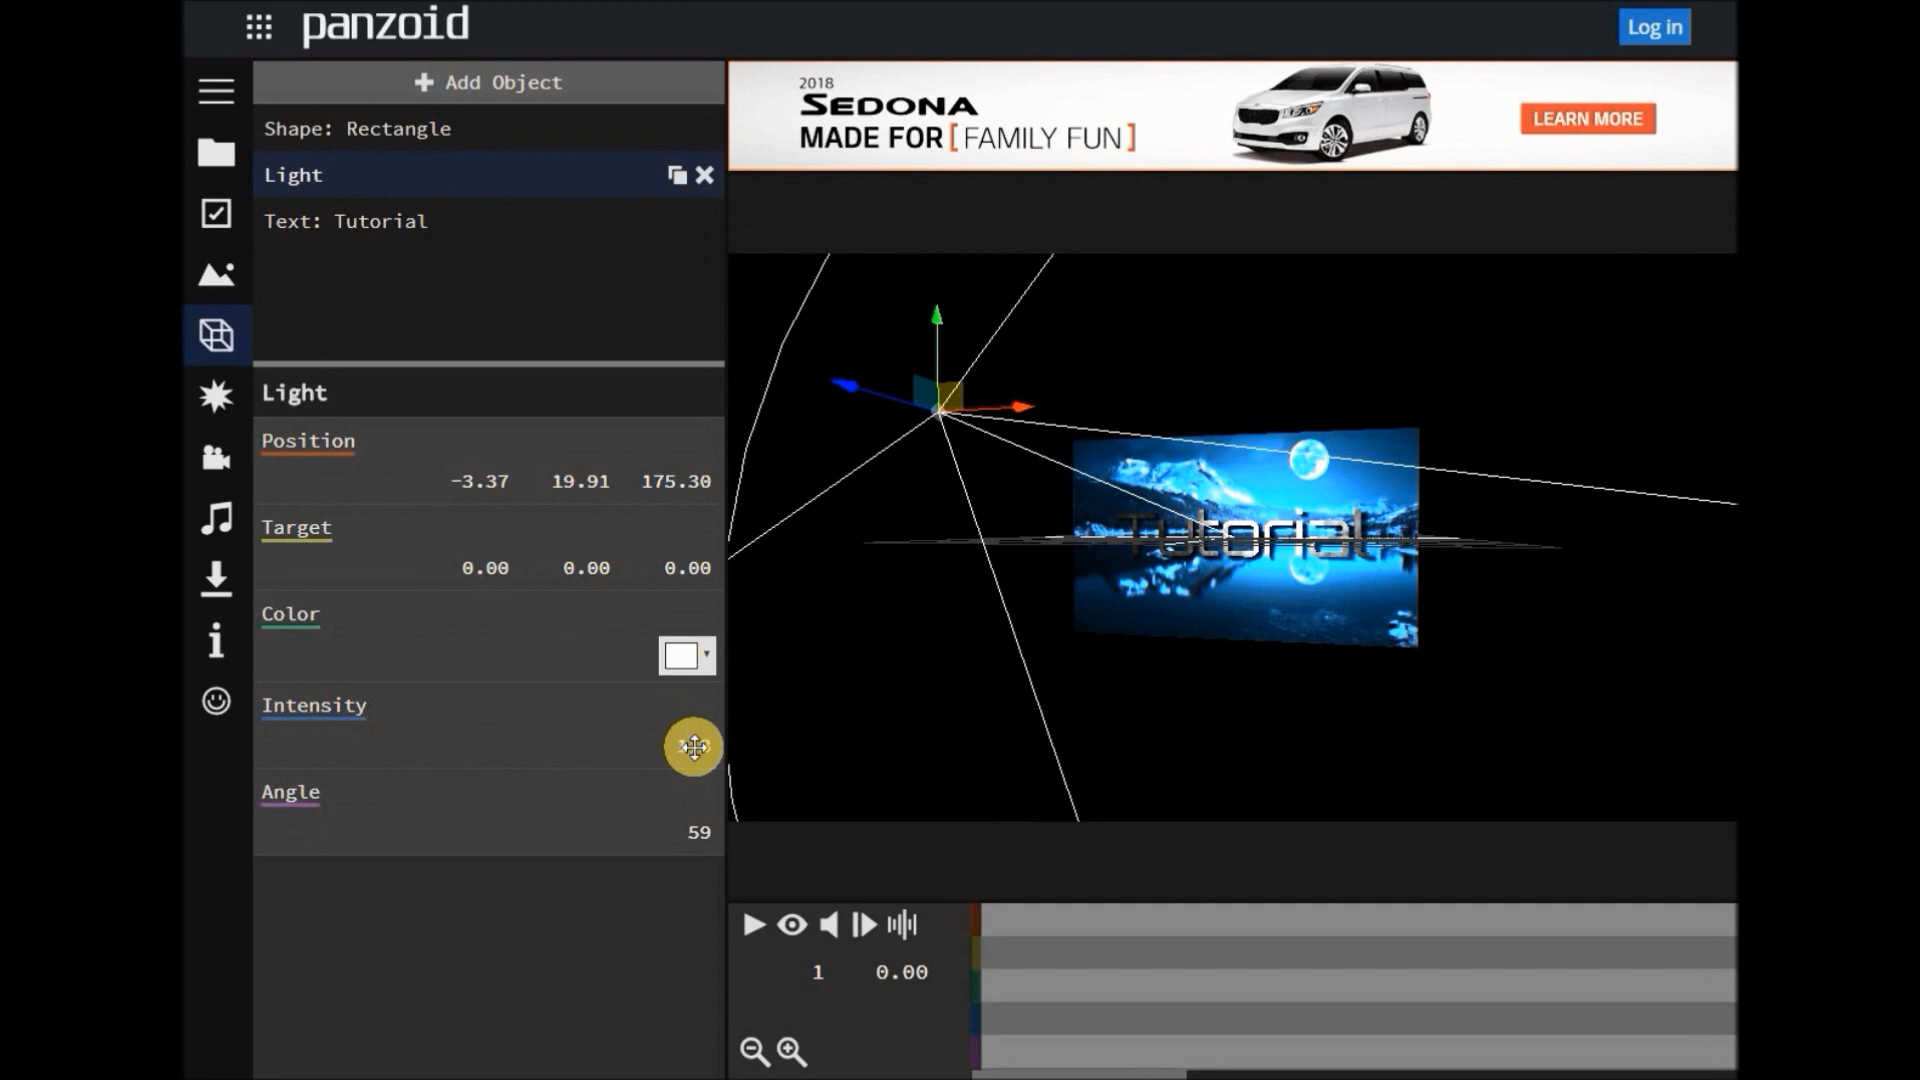 panzoid
Log in
Add Object
Shape: Rectangle
Light
Text: Tutorial
2018
SEDONA
MADE FOR [FAMILY FUN]
LEARN MORE
Light
Position
-3.37 19.91 175.30
Target
0.00 0.00 0.00
Color
Intensity
Angle
59
Tutorial
1 0.00